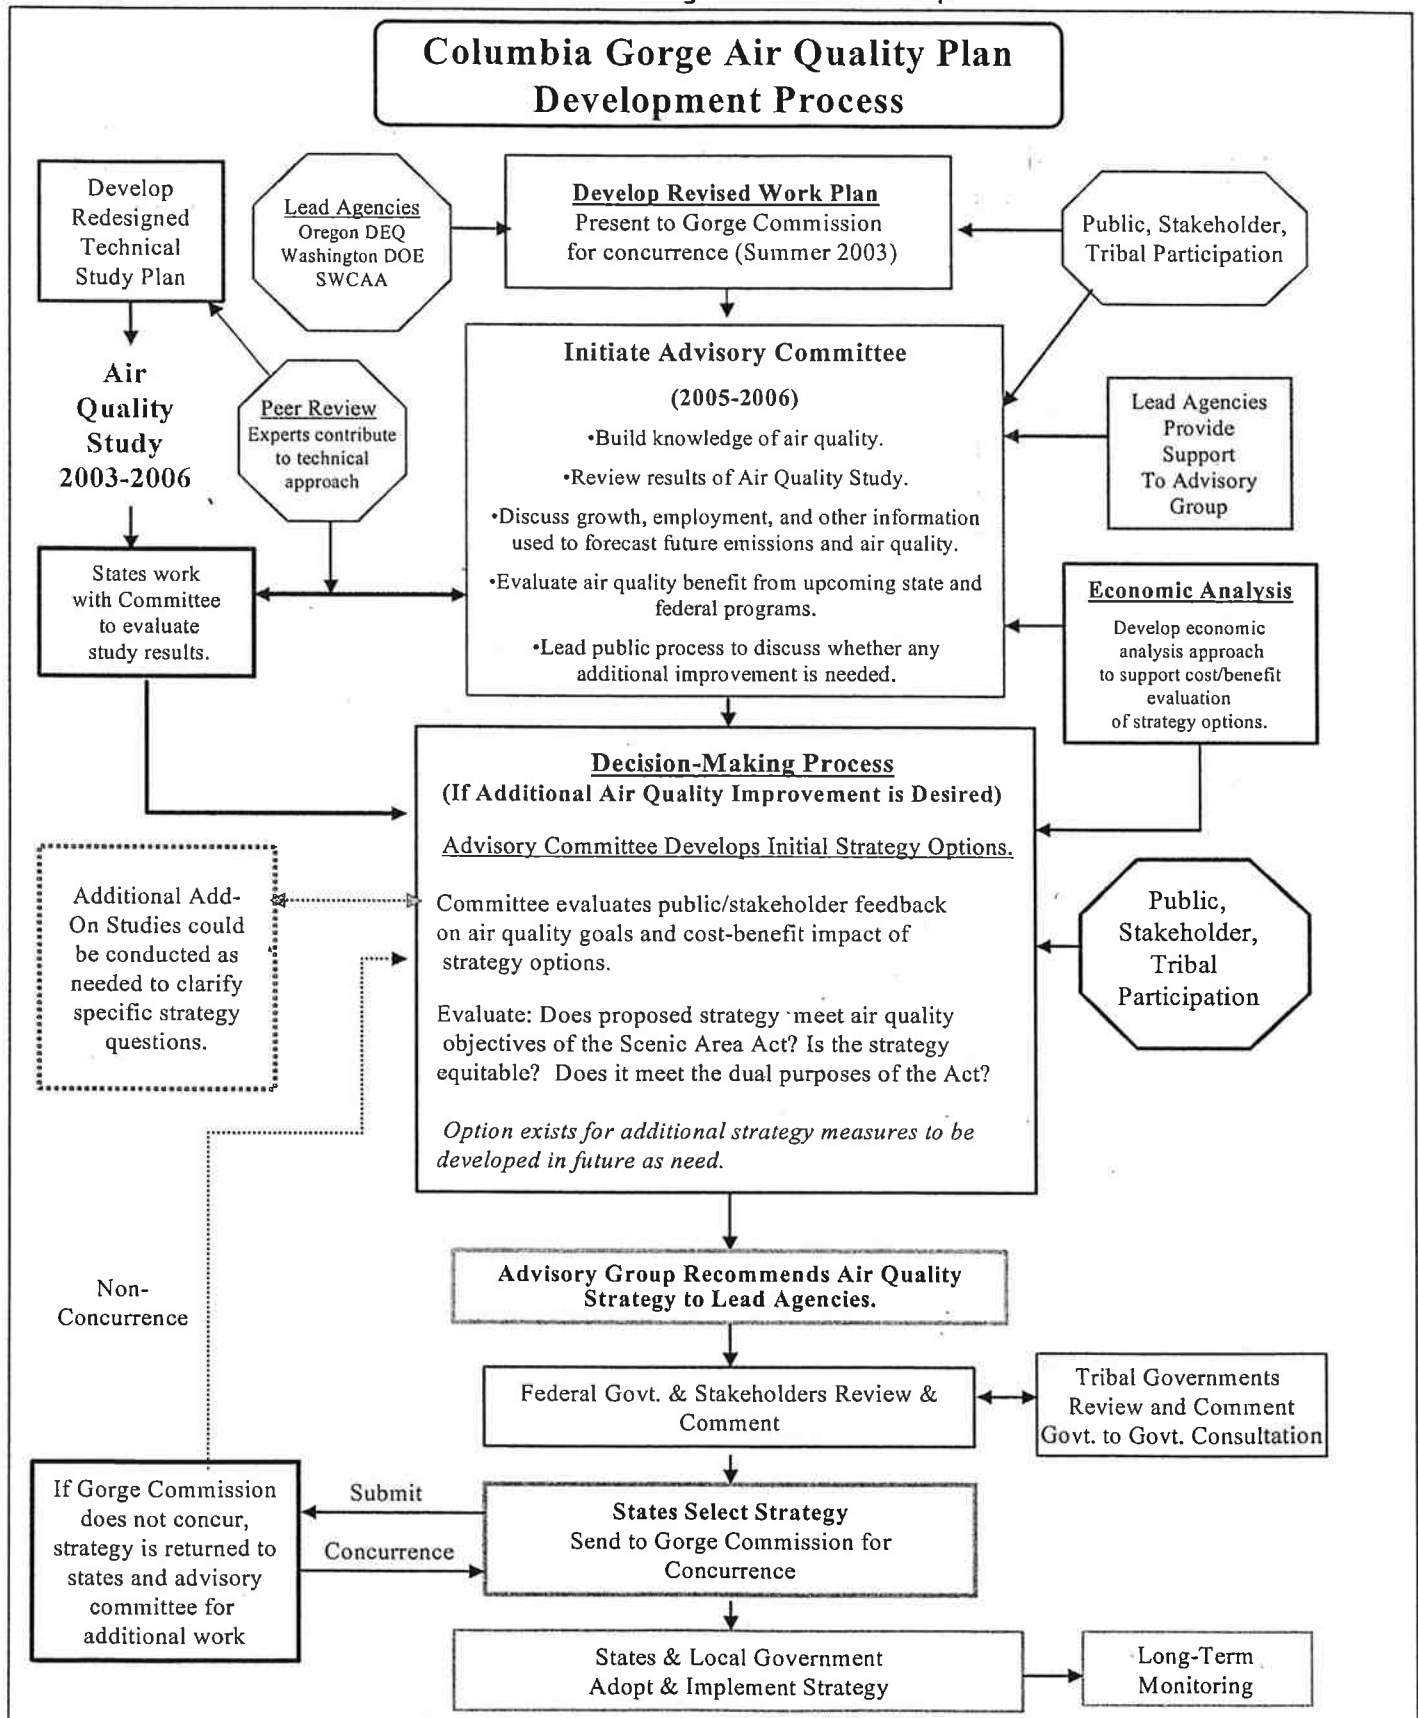 Columbia Gorge Air Quality Plan
Development Process
Develop
Redesigned
Technical
Study Plan
Lead Agencies
Oregon DEQ
Washington DOE
SWCAA
Develop Revised Work Plan
Present to Gorge Commission
for concurrence (Summer 2003)
Public, Stakeholder,
Tribal Participation
Air
Quality
Study
2003-2006
Peer Review
Experts contribute
to technical
approach
Initiate Advisory Committee
(2005-2006)
•Build knowledge of air quality.
•Review results of Air Quality Study.
•Discuss growth, employment, and other information
used to forecast future emissions and air quality.
•Evaluate air quality benefit from upcoming state and
federal programs.
•Lead public process to discuss whether any
additional improvement is needed.
Lead Agencies
Provide
Support
To Advisory
Group
States work
with Committee
to evaluate
study results.
Economic Analysis
Develop economic
analysis approach
to support cost/benefit
evaluation
of strategy options.
Decision-Making Process
(If Additional Air Quality Improvement is Desired)
Advisory Committee Develops Initial Strategy Options.
Committee evaluates public/stakeholder feedback
on air quality goals and cost-benefit impact of
strategy options.
Evaluate: Does proposed strategy meet air quality
objectives of the Scenic Area Act? Is the strategy
equitable? Does it meet the dual purposes of the Act?
Option exists for additional strategy measures to be
developed in future as need.
Additional Add-
On Studies could
be conducted as
needed to clarify
specific strategy
questions.
Public,
Stakeholder,
Tribal
Participation
Non-
Concurrence
Advisory Group Recommends Air Quality
Strategy to Lead Agencies.
Federal Govt. & Stakeholders Review &
Comment
Tribal Governments
Review and Comment
Govt. to Govt. Consultation
If Gorge Commission
does not concur,
strategy is returned to
states and advisory
committee for
additional work
Submit
Concurrence
States Select Strategy
Send to Gorge Commission for
Concurrence
States & Local Government
Adopt & Implement Strategy
Long-Term
Monitoring